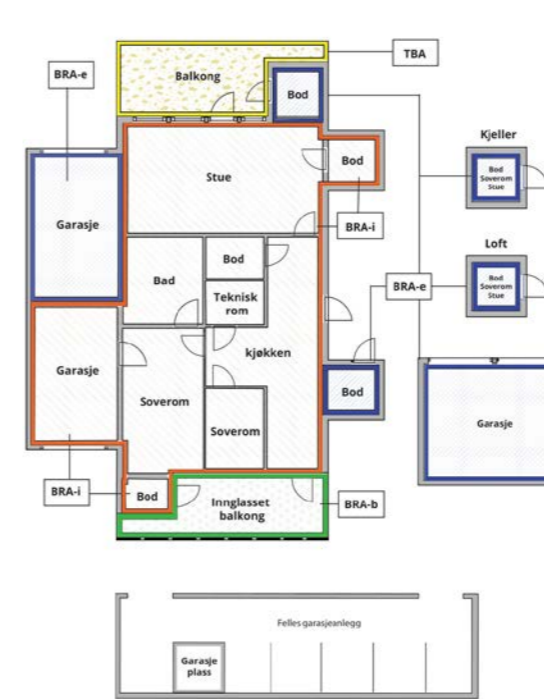 TBA
Balkong
BRA-e
Bod
Kjeller
Bod
Soverom
Stue
Bod
Stue
BRA-i
Garasje
Loft
Bod
Bad
Teknisk
rom
BRA-e
Bod
Soverom
Stue
kjøkken
Garasje
Soverom
Bod
Soverom
Garasje
BRA-i
Bod
Innglasset
balkong
BRA-b
Felles garasjeanlegg
Garasje
plass